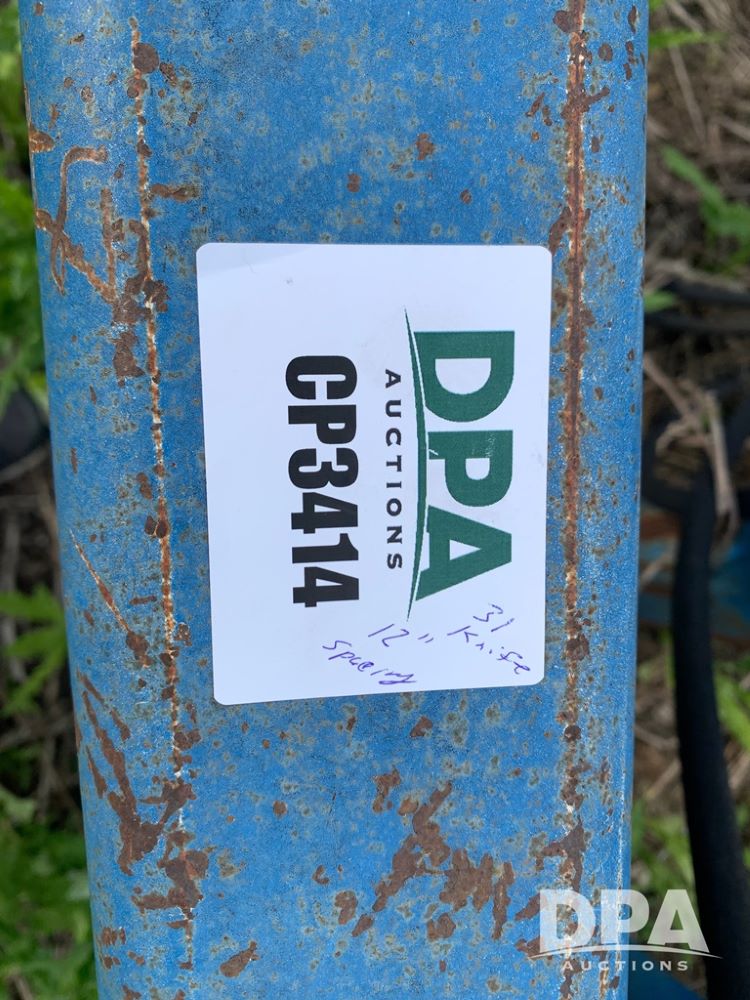 DPA
AUCTIONS
CP3414
31
Knife
12"
Spacing
DPA
AUCTIONS